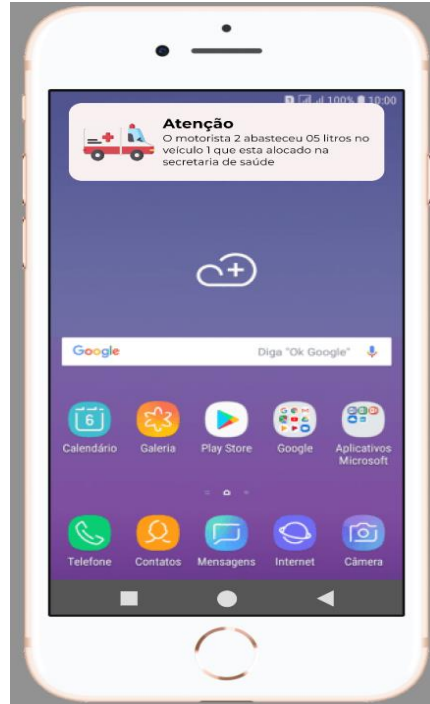 100% 10:00
Atenção
O motorista 2 abasteceu 05 litros no
veículo 1 que esta alocado na
secretaria de saúde
Google Diga "Ok Google"
6
Calendário Galeria Play Store Google Aplicativos
Microsoft
Telefone Contatos Mensagens Internet Câmera